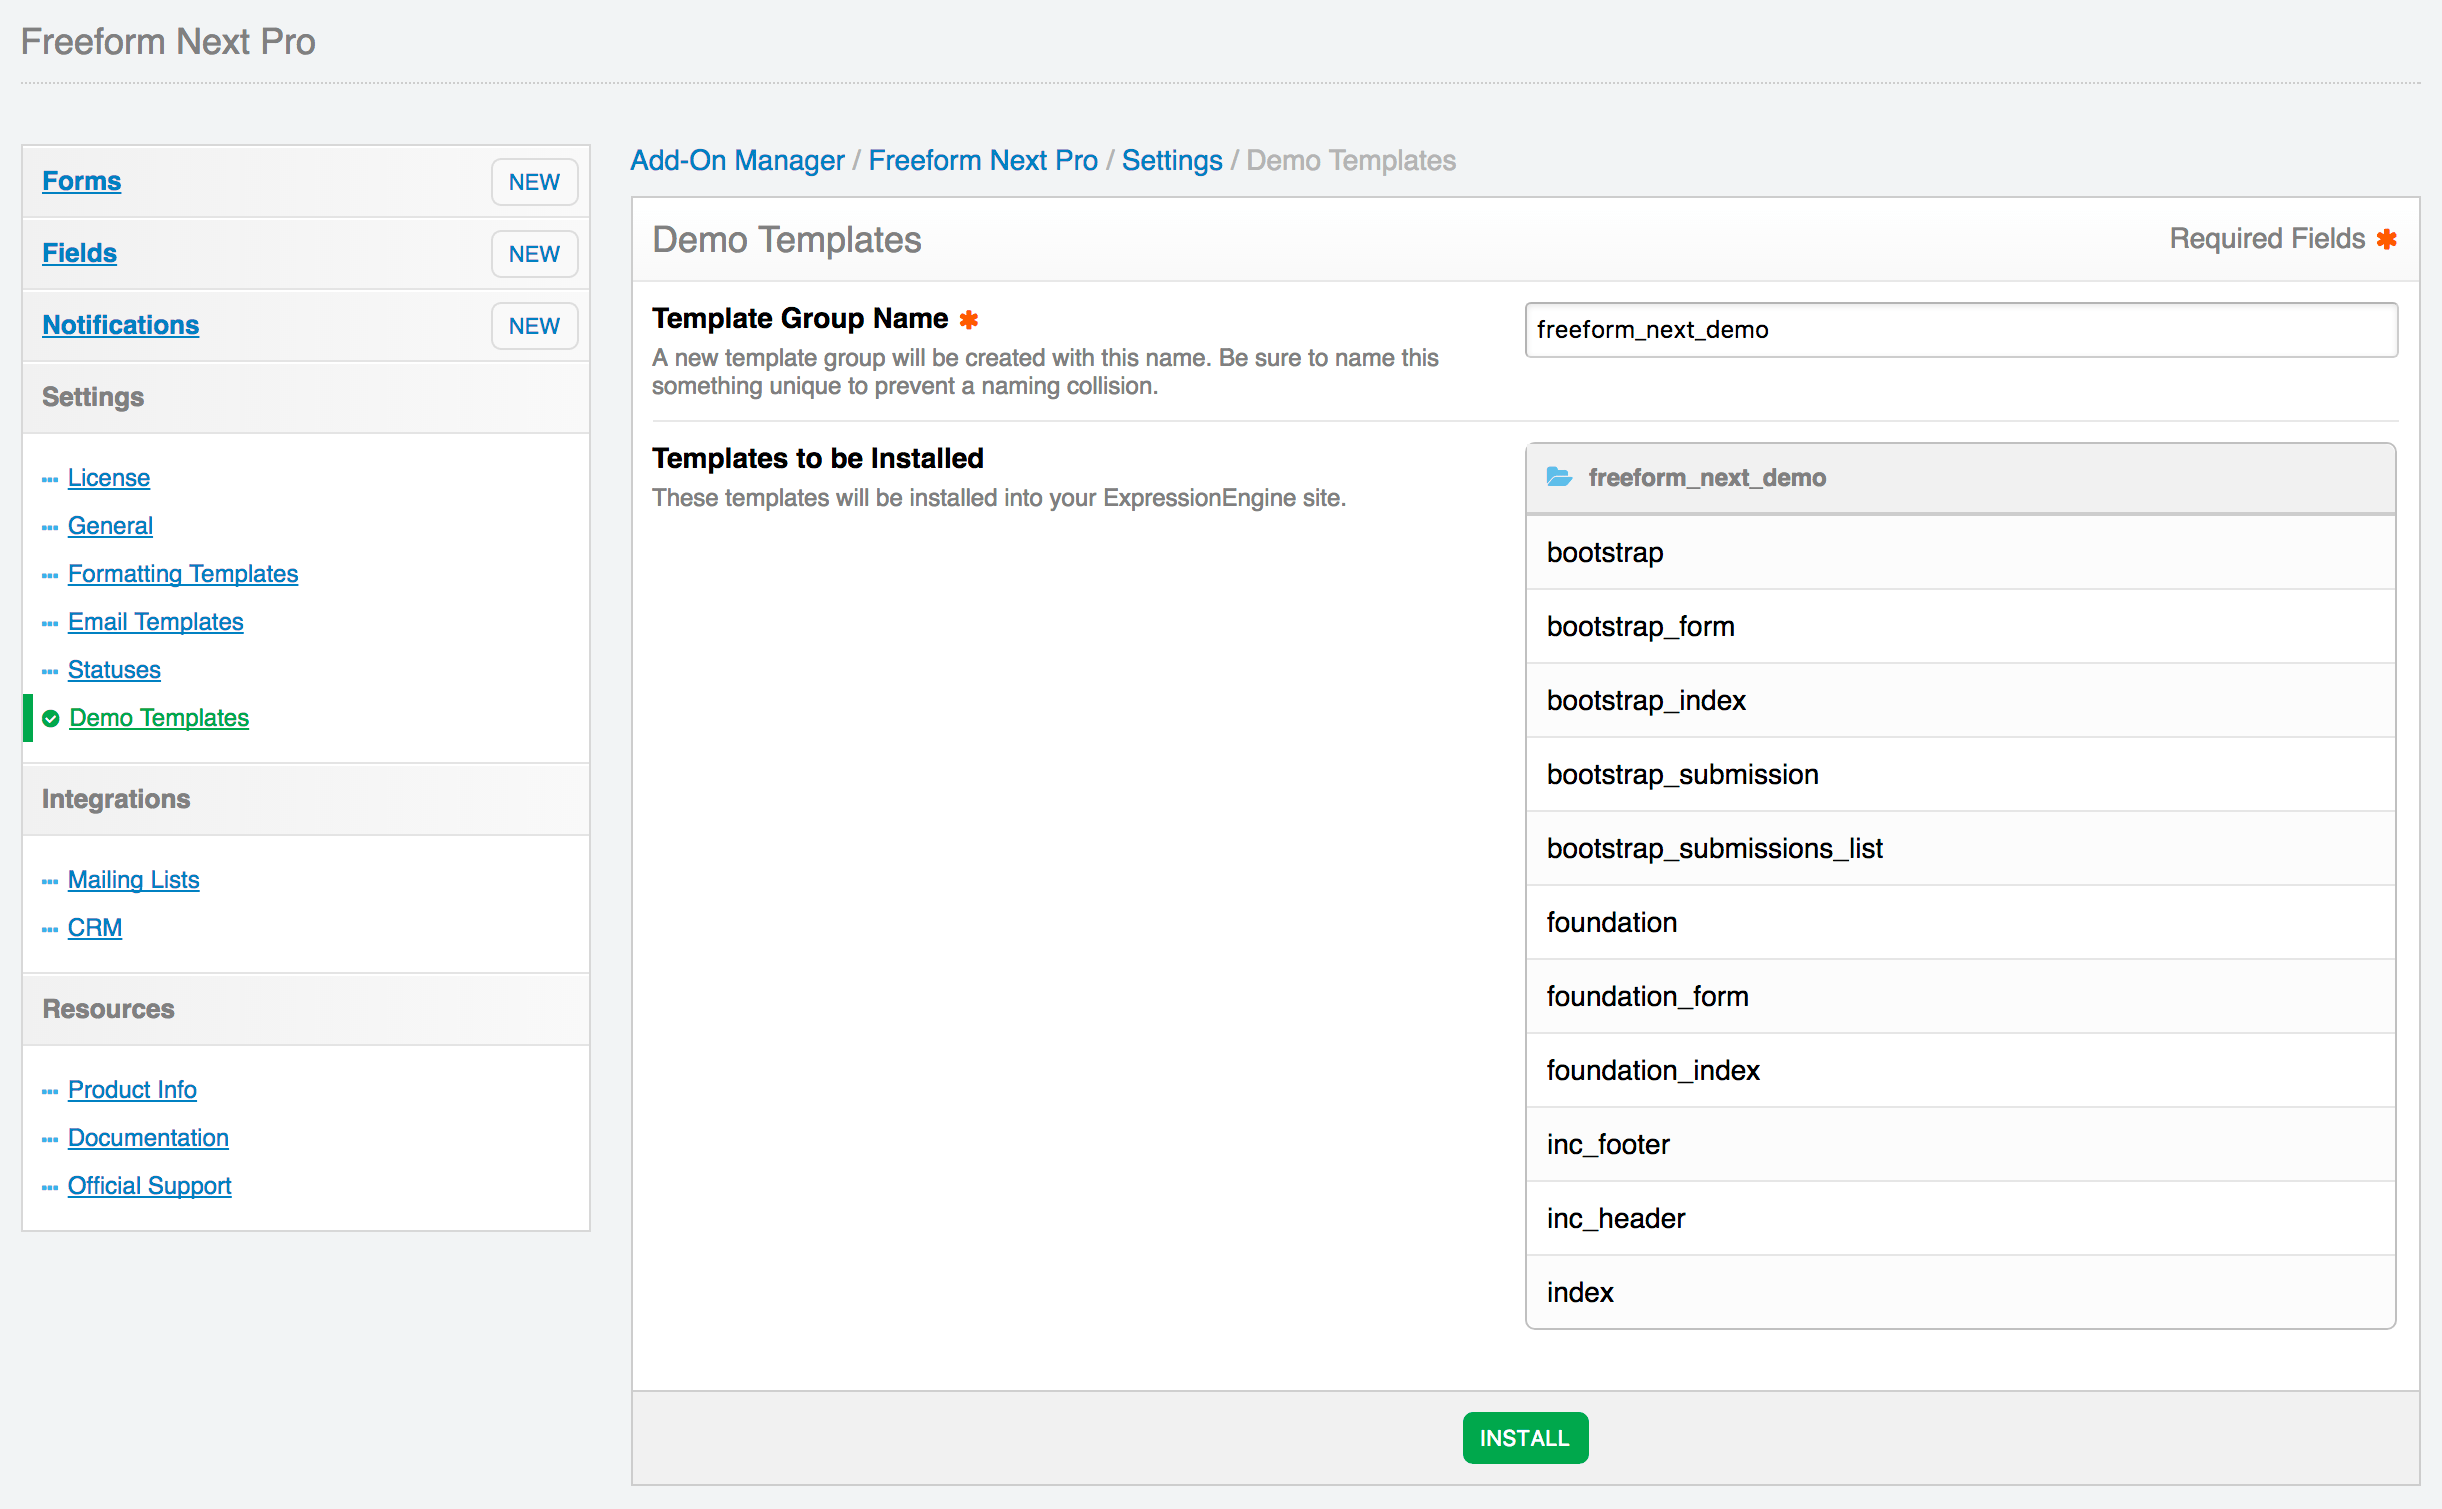 Freeform Next Pro
Forms NEW
Fields NEW
Notifications NEW
Settings
License
General
Formatting Templates
Email Templates
Statuses
Demo Templates
Integrations
Mailing Lists
CRM
Resources
Product Info
Documentation
Official Support
Add-On Manager / Freeform Next Pro / Settings / Demo Templates
Demo Templates Required Fields ✱
Template Group Name ✱
A new template group will be created with this name. Be sure to name this
something unique to prevent a naming collision.
freeform_next_demo
Templates to be Installed
These templates will be installed into your ExpressionEngine site.
freeform_next_demo
bootstrap
bootstrap_form
bootstrap_index
bootstrap_submission
bootstrap_submissions_list
foundation
foundation_form
foundation_index
inc_footer
inc_header
index
INSTALL